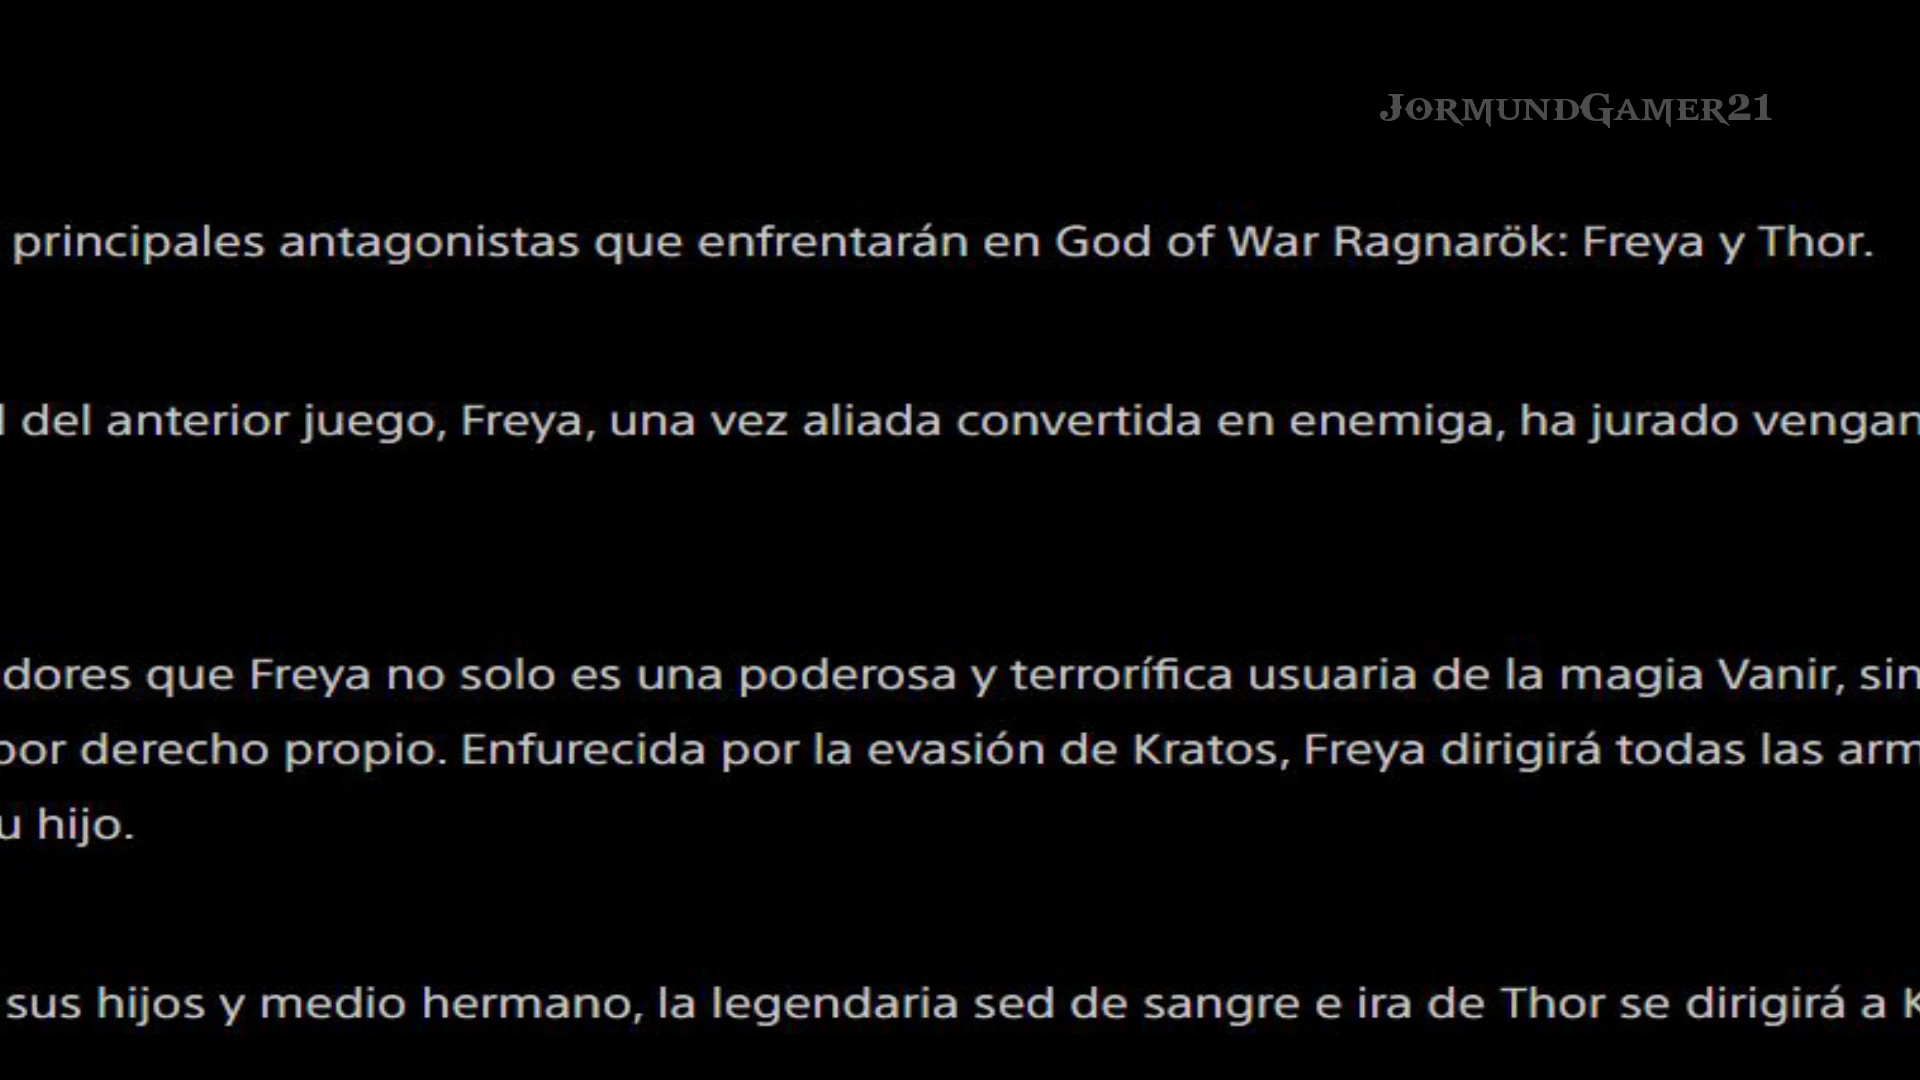 JORMUNDGAMER21
principales antagonistas que enfrentarán en God of War Ragnarök: Freya y Thor.
del anterior juego, Freya, una vez aliada convertida en enemiga, ha jurado vengan
dores que Freya no solo es una poderosa y terrorífica usuaria de la magia Vanir, sin
por derecho propio. Enfurecida por la evasión de Kratos, Freya dirigirá todas las arm
u hijo.
sus hijos y medio hermano, la legendaria sed de sangre e ira de Thor se dirigirá a K